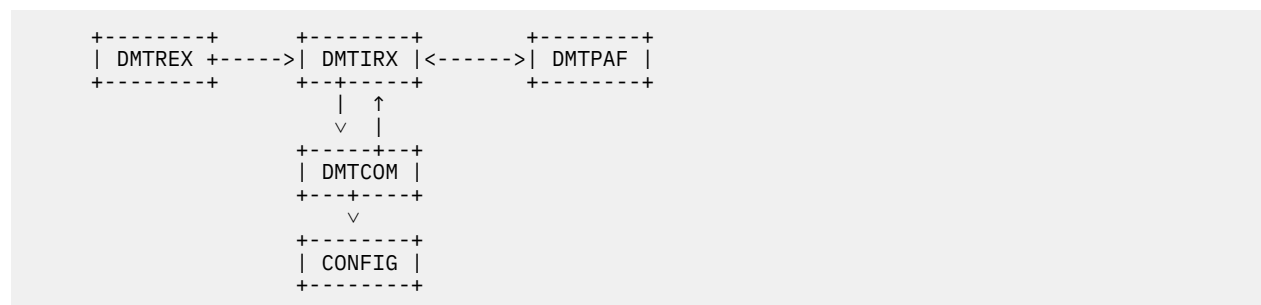 +--------+ +--------+ +--------+
| DMTREX +----->| DMTIRX |<------>| DMTPAF |
+--------+ +--+-----+ +--------+
| ↑
∨ |
+-----+--+
| DMTCOM |
+---+----+
∨
+--------+
| CONFIG |
+--------+